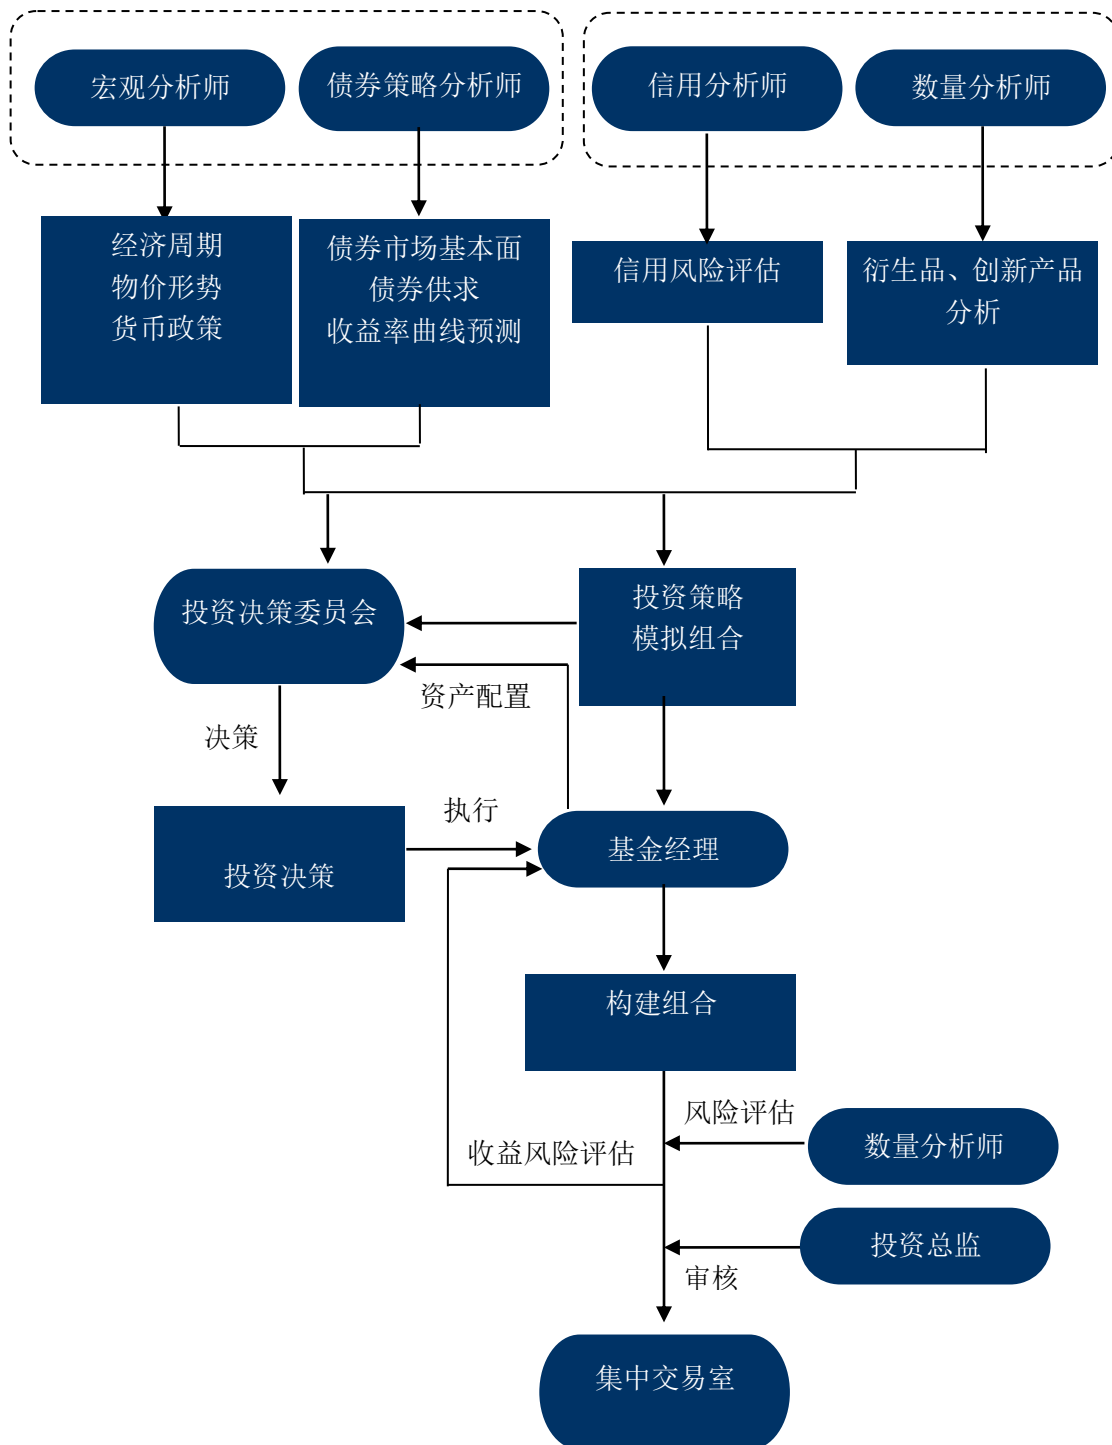 宏观分析师
债券策略分析师
信用分析师
数量分析师
经济周期
物价形势
货币政策
债券市场基本面
债券供求
收益率曲线预测
信用风险评估
衍生品、创新产品
分析
投资决策委员会
投资策略
模拟组合
资产配置
决策
执行
投资决策
基金经理
构建组合
风险评估
数量分析师
收益风险评估
投资总监
审核
集中交易室